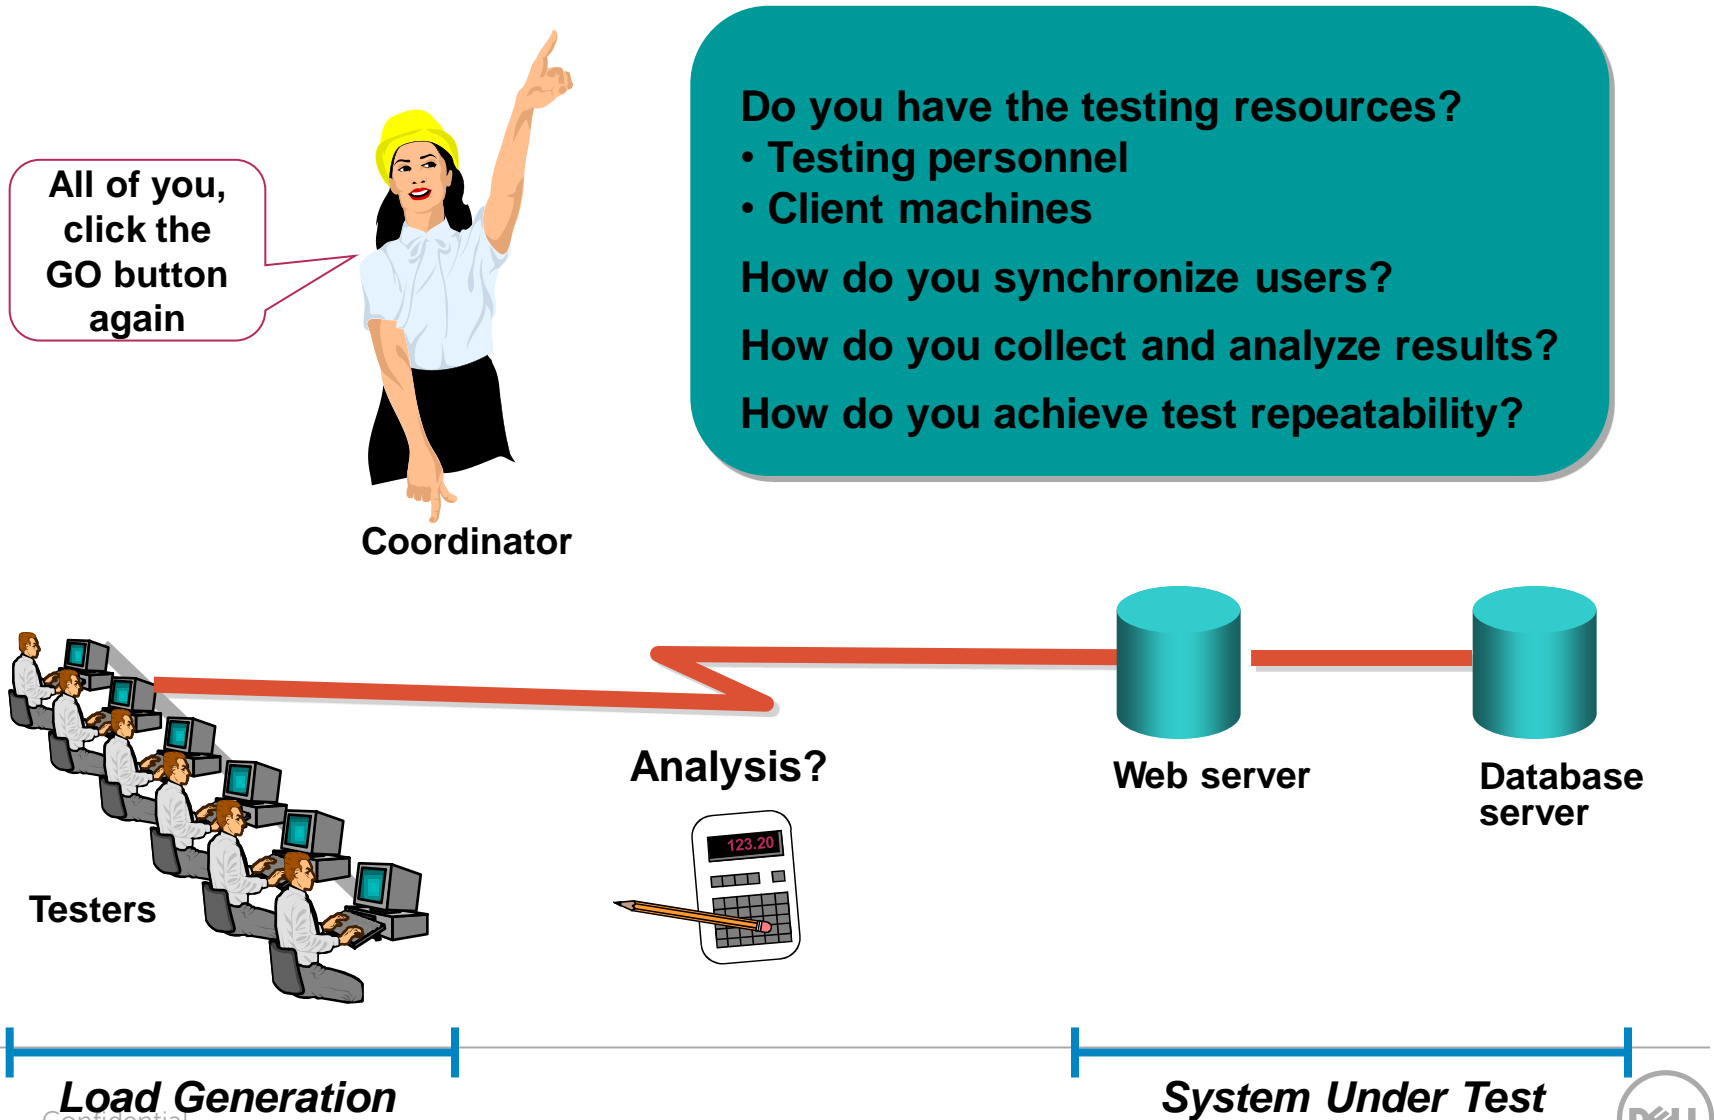 All of you,
click the
GO button
again
Do you have the testing resources?
• Testing personnel
• Client machines
How do you synchronize users?
How do you collect and analyze results?
How do you achieve test repeatability?
Coordinator
Analysis?
123.20
Web server
Database
server
Testers
Load Generation
System Under Test
Confidential
DELL